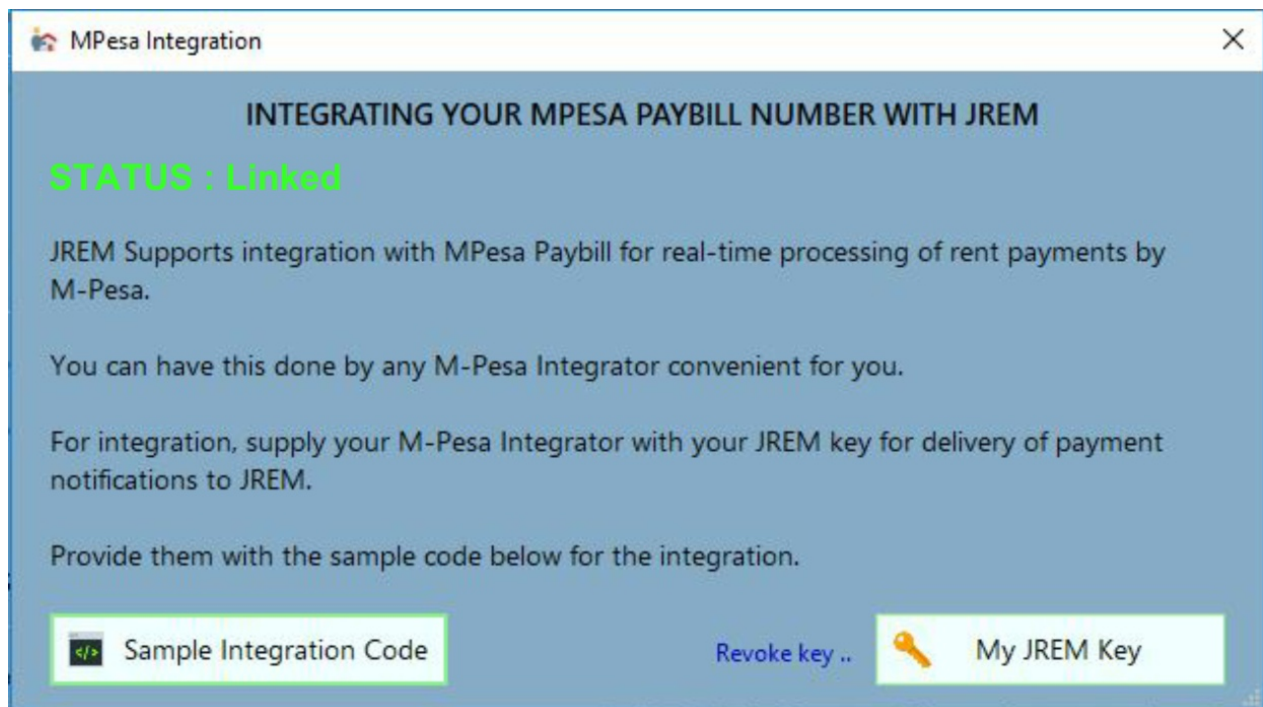 MPesa Integration
INTEGRATING YOUR MPESA PAYBILL NUMBER WITH JREM
STATUS : Linked
JREM Supports integration with MPesa Paybill for real-time processing of rent payments by
M-Pesa.
You can have this done by any M-Pesa Integrator convenient for you.
For integration, supply your M-Pesa Integrator with your JREM key for delivery of payment
notifications to JREM.
Provide them with the sample code below for the integration.
Sample Integration Code
Revoke key ..
My JREM Key